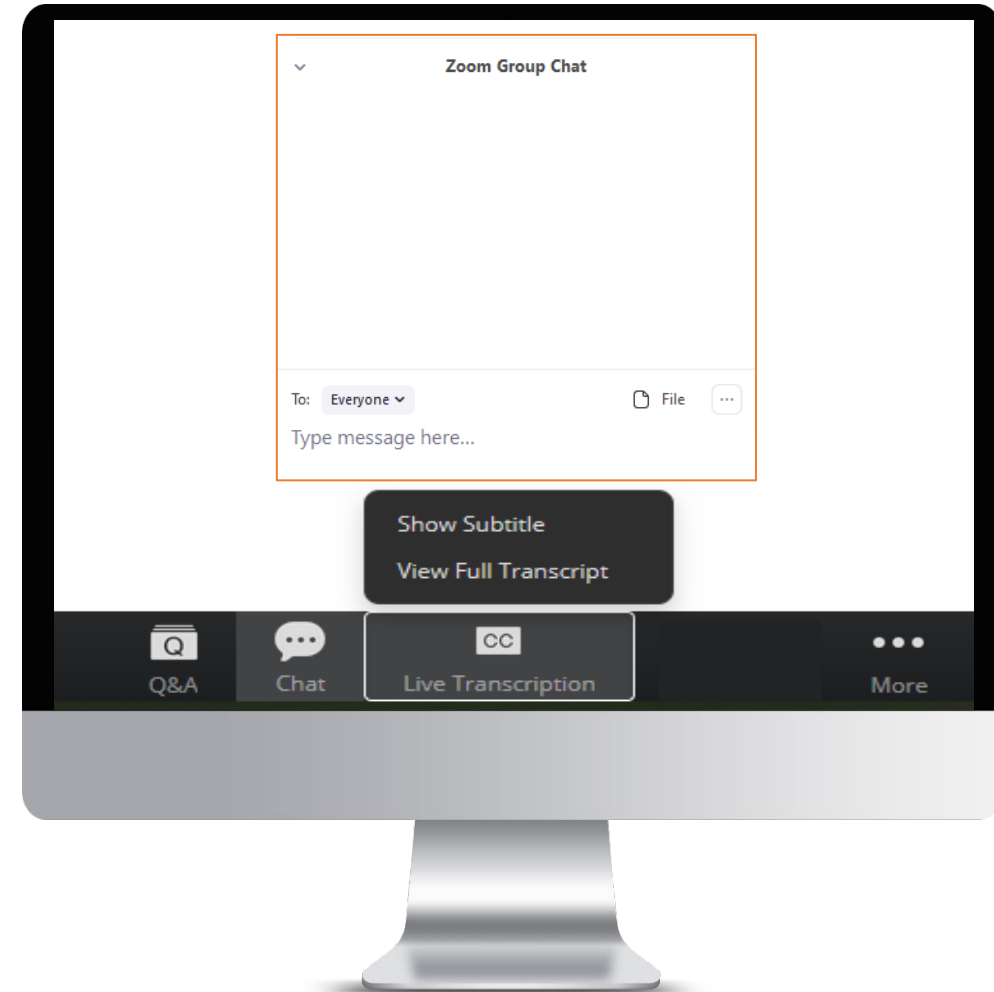 Zoom Group Chat
To: Everyone File ...
Type message here...
Show Subtitle
View Full Transcript
Q CC
Q&A Chat Live Transcription More